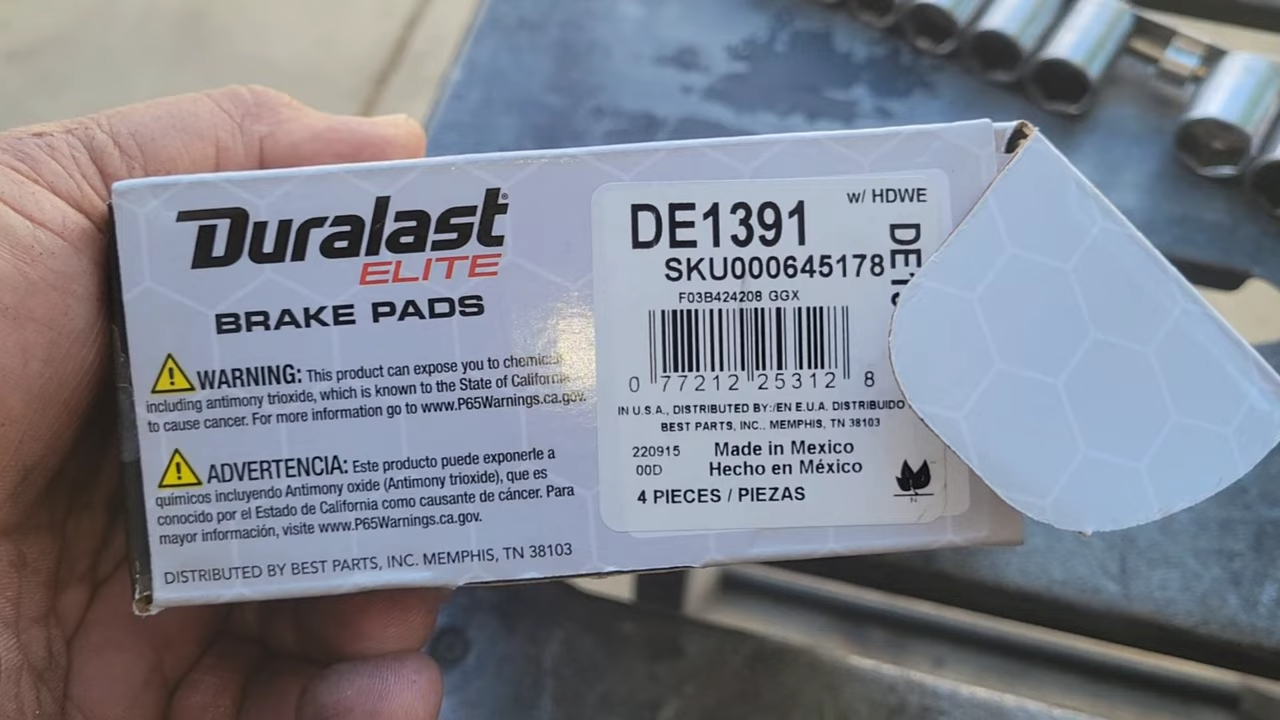 Duralast®
ELITE
BRAKE PADS
WARNING: This product can expose you to chemicals
including antimony trioxide, which is known to the State of California
to cause cancer. For more information go to www.P65Warnings.ca.gov.
ADVERTENCIA: Este producto puede exponerle a
químicos incluyendo Antimony oxide (Antimony trioxide), que es
conocido por el Estado de California como causante de cáncer. Para
mayor información, visite www.P65Warnings.ca.gov.
DISTRIBUTED BY BEST PARTS, INC. MEMPHIS, TN 38103
w/ HDWE
DE1391
SKU000645178
F03B424208 GGX
0 77212 25312 8
IN U.S.A., DISTRIBUTED BY:/EN E.U.A. DISTRIBUIDO
BEST PARTS, INC., MEMPHIS, TN 38103
220915 Made in Mexico
00D Hecho en México
4 PIECES / PIEZAS
N